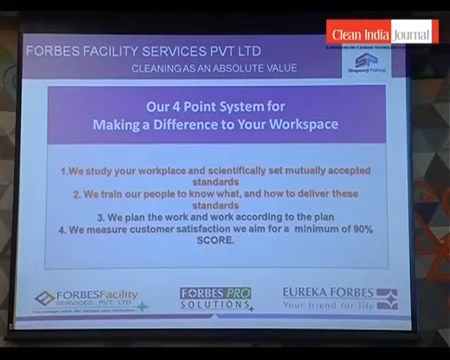 Clean India Journal
FORBES FACILITY SERVICES PVT LTD
CLEANING AS AN ABSOLUTE VALUE
Shapoorji Pallonji
Our 4 Point System for
Making a Difference to Your Workspace
1.We study your workplace and scientifically set mutually accepted
standards
2. We train our people to know what, and how to deliver these
standards
3. We plan the work and work according to the plan
4. We measure customer satisfaction we aim for a minimum of 90%
SCORE.
FORBESFacility
SERVICES PVT. LTD
FORBES PRO
SOLUTIONS
EUREKA FORBES
Your friend for life